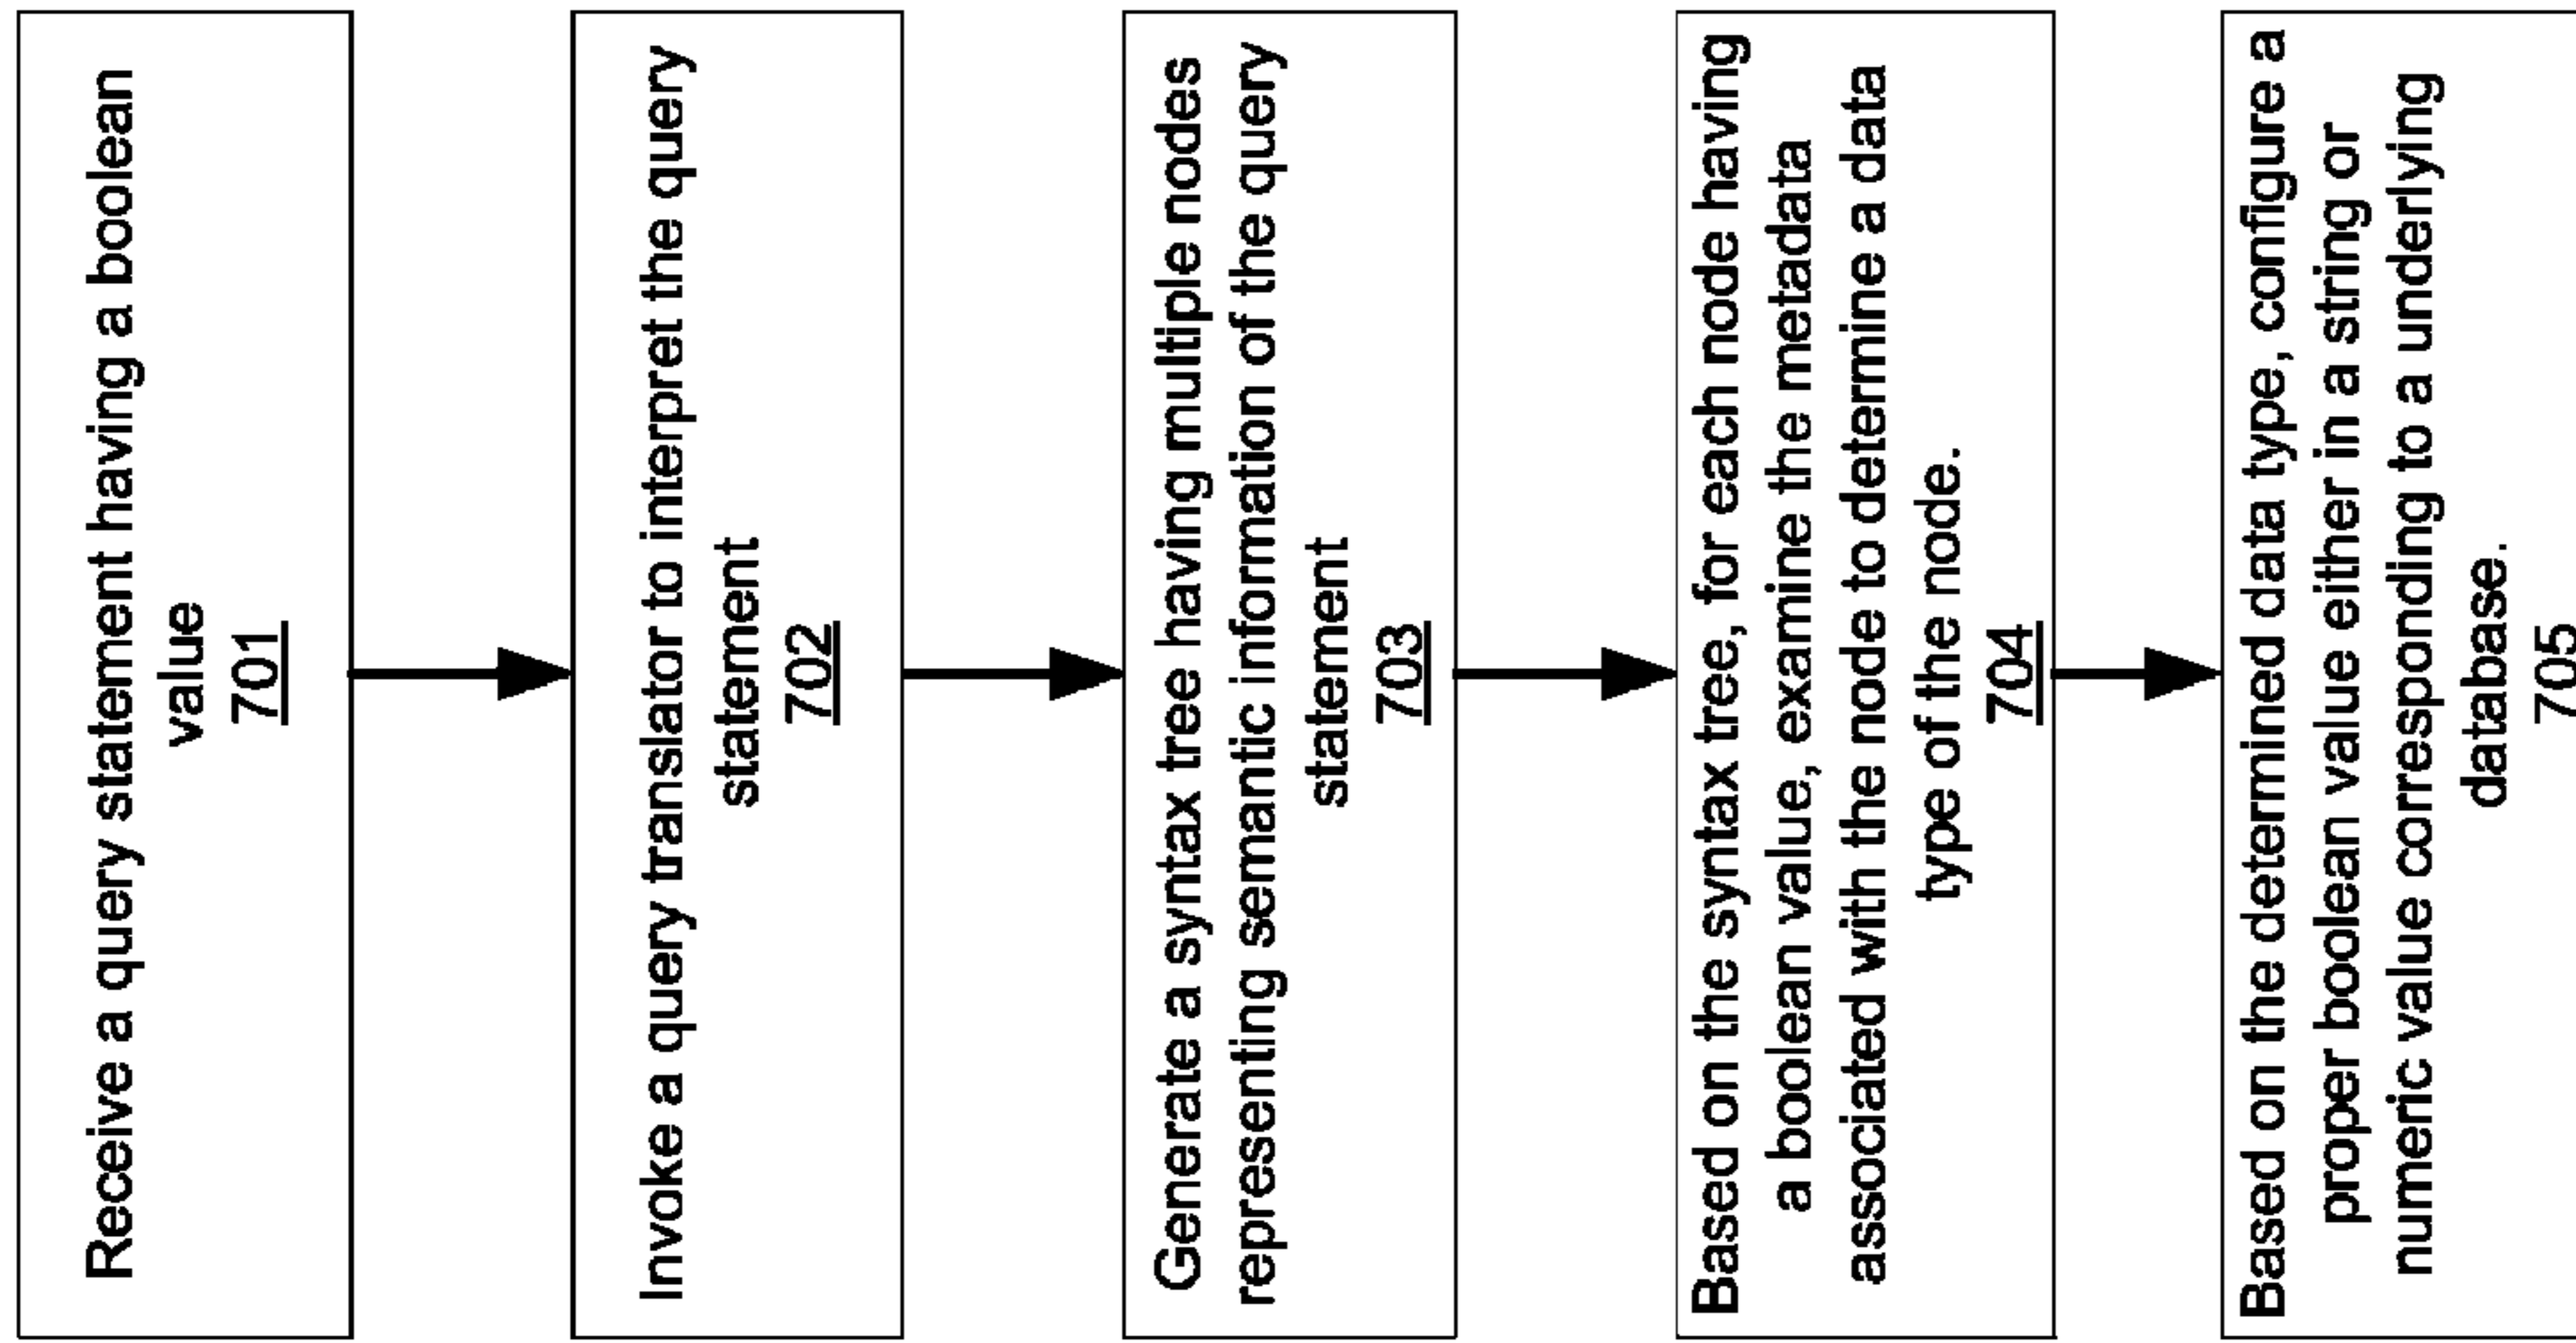 Receive a query statement having a boolean
value
701
Invoke a query translator to interpret the query
statement
702
Generate a syntax tree having multiple nodes
representing semantic information of the query
statement
703
Based on the syntax tree, for each node having
a boolean value, examine the metadata
associated with the node to determine a data
type of the node.
704
Based on the determined data type, configure a
proper boolean value either in a string or
numeric value corresponding to a underlying
database.
705